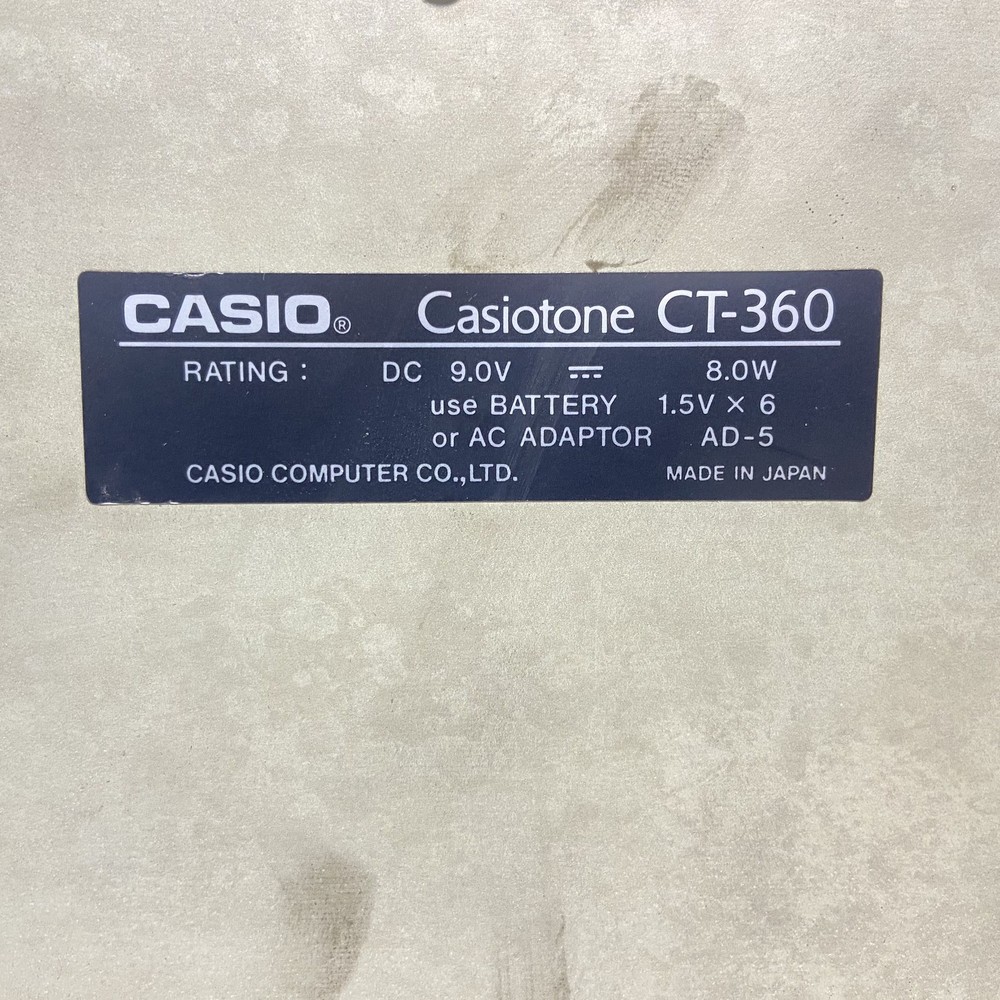 CASIO® Casiotone CT-360
RATING : DC 9.0V ⎓ 8.0W
use BATTERY 1.5V × 6
or AC ADAPTOR AD-5
CASIO COMPUTER CO.,LTD. MADE IN JAPAN